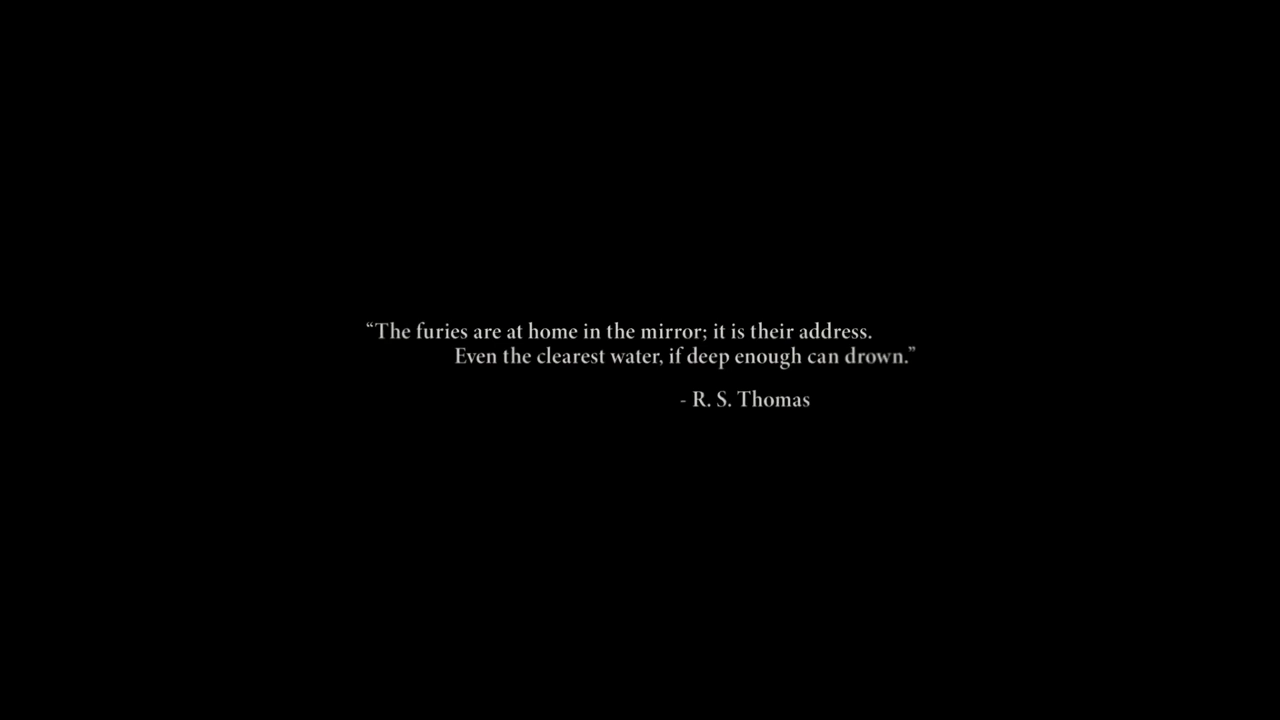 “The furies are at home in the mirror; it is their address.
Even the clearest water, if deep enough can drown.”
- R. S. Thomas